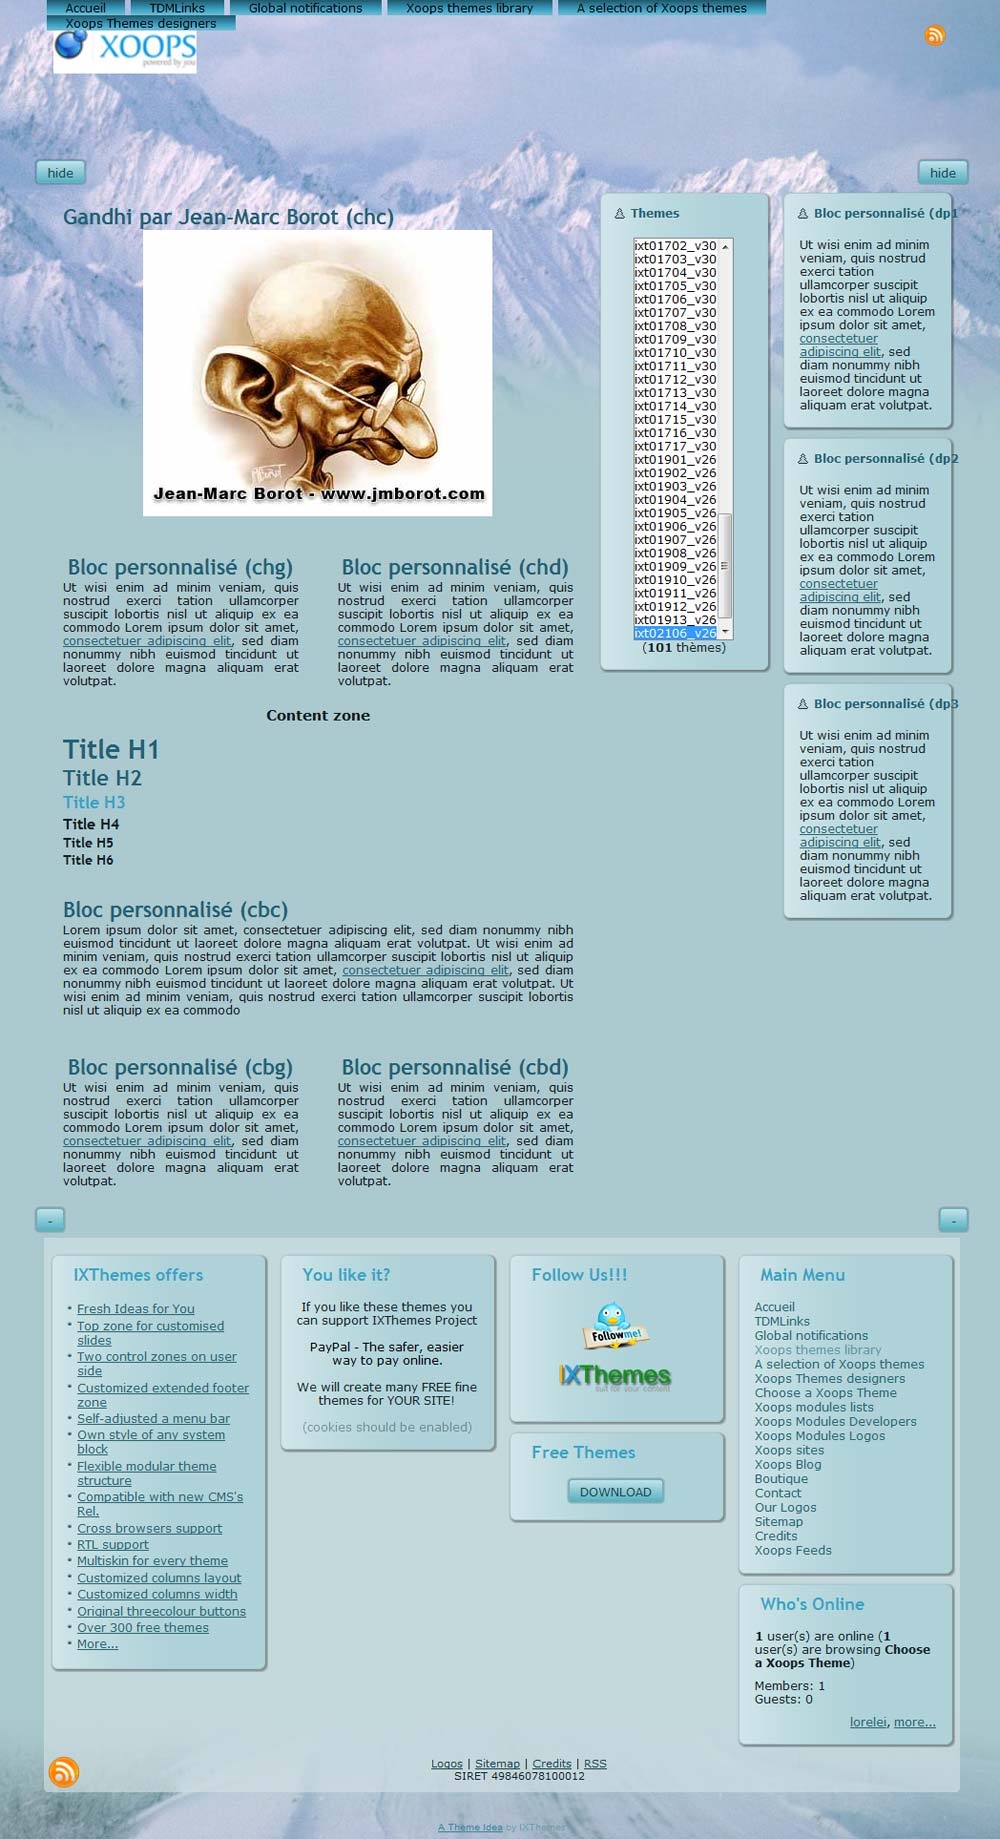 Accueil TDMLinks Global notifications Xoops themes library A selection of Xoops themes
Xoops Themes designers
XOOPS
powered by you
hide hide
Gandhi par Jean-Marc Borot (chc)
Jean-Marc Borot - www.jmborot.com
Bloc personnalisé (chg)
Ut wisi enim ad minim veniam, quis
nostrud exerci tation ullamcorper
suscipit lobortis nisl ut aliquip ex ea
commodo Lorem ipsum dolor sit amet,
consectetuer adipiscing elit, sed diam
nonummy nibh euismod tincidunt ut
laoreet dolore magna aliquam erat
volutpat.
Bloc personnalisé (chd)
Ut wisi enim ad minim veniam, quis
nostrud exerci tation ullamcorper
suscipit lobortis nisl ut aliquip ex ea
commodo Lorem ipsum dolor sit amet,
consectetuer adipiscing elit, sed diam
nonummy nibh euismod tincidunt ut
laoreet dolore magna aliquam erat
volutpat.
Content zone
Title H1
Title H2
Title H3
Title H4
Title H5
Title H6
Bloc personnalisé (cbc)
Lorem ipsum dolor sit amet, consectetuer adipiscing elit, sed diam nonummy nibh
euismod tincidunt ut laoreet dolore magna aliquam erat volutpat. Ut wisi enim ad
minim veniam, quis nostrud exerci tation ullamcorper suscipit lobortis nisl ut aliquip
ex ea commodo Lorem ipsum dolor sit amet, consectetuer adipiscing elit, sed diam
nonummy nibh euismod tincidunt ut laoreet dolore magna aliquam erat volutpat. Ut
wisi enim ad minim veniam, quis nostrud exerci tation ullamcorper suscipit lobortis
nisl ut aliquip ex ea commodo
Bloc personnalisé (cbg)
Ut wisi enim ad minim veniam, quis
nostrud exerci tation ullamcorper
suscipit lobortis nisl ut aliquip ex ea
commodo Lorem ipsum dolor sit amet,
consectetuer adipiscing elit, sed diam
nonummy nibh euismod tincidunt ut
laoreet dolore magna aliquam erat
volutpat.
Bloc personnalisé (cbd)
Ut wisi enim ad minim veniam, quis
nostrud exerci tation ullamcorper
suscipit lobortis nisl ut aliquip ex ea
commodo Lorem ipsum dolor sit amet,
consectetuer adipiscing elit, sed diam
nonummy nibh euismod tincidunt ut
laoreet dolore magna aliquam erat
volutpat.
Themes
ixt01702_v30
ixt01703_v30
ixt01704_v30
ixt01705_v30
ixt01706_v30
ixt01707_v30
ixt01708_v30
ixt01709_v30
ixt01710_v30
ixt01711_v30
ixt01712_v30
ixt01713_v30
ixt01714_v30
ixt01715_v30
ixt01716_v30
ixt01717_v30
ixt01901_v26
ixt01902_v26
ixt01903_v26
ixt01904_v26
ixt01905_v26
ixt01906_v26
ixt01907_v26
ixt01908_v26
ixt01909_v26
ixt01910_v26
ixt01911_v26
ixt01912_v26
ixt01913_v26
ixt02106_v26
(101 thèmes)
Bloc personnalisé (dp1
Ut wisi enim ad minim
veniam, quis nostrud
exerci tation
ullamcorper suscipit
lobortis nisl ut aliquip
ex ea commodo Lorem
ipsum dolor sit amet,
consectetuer
adipiscing elit, sed
diam nonummy nibh
euismod tincidunt ut
laoreet dolore magna
aliquam erat volutpat.
Bloc personnalisé (dp2
Ut wisi enim ad minim
veniam, quis nostrud
exerci tation
ullamcorper suscipit
lobortis nisl ut aliquip
ex ea commodo Lorem
ipsum dolor sit amet,
consectetuer
adipiscing elit, sed
diam nonummy nibh
euismod tincidunt ut
laoreet dolore magna
aliquam erat volutpat.
Bloc personnalisé (dp3
Ut wisi enim ad minim
veniam, quis nostrud
exerci tation
ullamcorper suscipit
lobortis nisl ut aliquip
ex ea commodo Lorem
ipsum dolor sit amet,
consectetuer
adipiscing elit, sed
diam nonummy nibh
euismod tincidunt ut
laoreet dolore magna
aliquam erat volutpat.
- -
IXThemes offers
• Fresh Ideas for You
• Top zone for customised
slides
• Two control zones on user
side
• Customized extended footer
zone
• Self-adjusted a menu bar
• Own style of any system
block
• Flexible modular theme
structure
• Compatible with new CMS's
Rel.
• Cross browsers support
• RTL support
• Multiskin for every theme
• Customized columns layout
• Customized columns width
• Original threecolour buttons
• Over 300 free themes
• More...
You like it?
If you like these themes you
can support IXThemes Project
PayPal - The safer, easier
way to pay online.
We will create many FREE fine
themes for YOUR SITE!
(cookies should be enabled)
Follow Us!!!
Followme!
IXThemes
suit for your content
Free Themes
DOWNLOAD
Main Menu
Accueil
TDMLinks
Global notifications
Xoops themes library
A selection of Xoops themes
Xoops Themes designers
Choose a Xoops Theme
Xoops modules lists
Xoops Modules Developers
Xoops Modules Logos
Xoops sites
Xoops Blog
Boutique
Contact
Our Logos
Sitemap
Credits
Xoops Feeds
Who's Online
1 user(s) are online (1
user(s) are browsing Choose
a Xoops Theme)
Members: 1
Guests: 0
lorelei, more...
Logos | Sitemap | Credits | RSS
SIRET 49846078100012
A Theme Idea by IXThemes